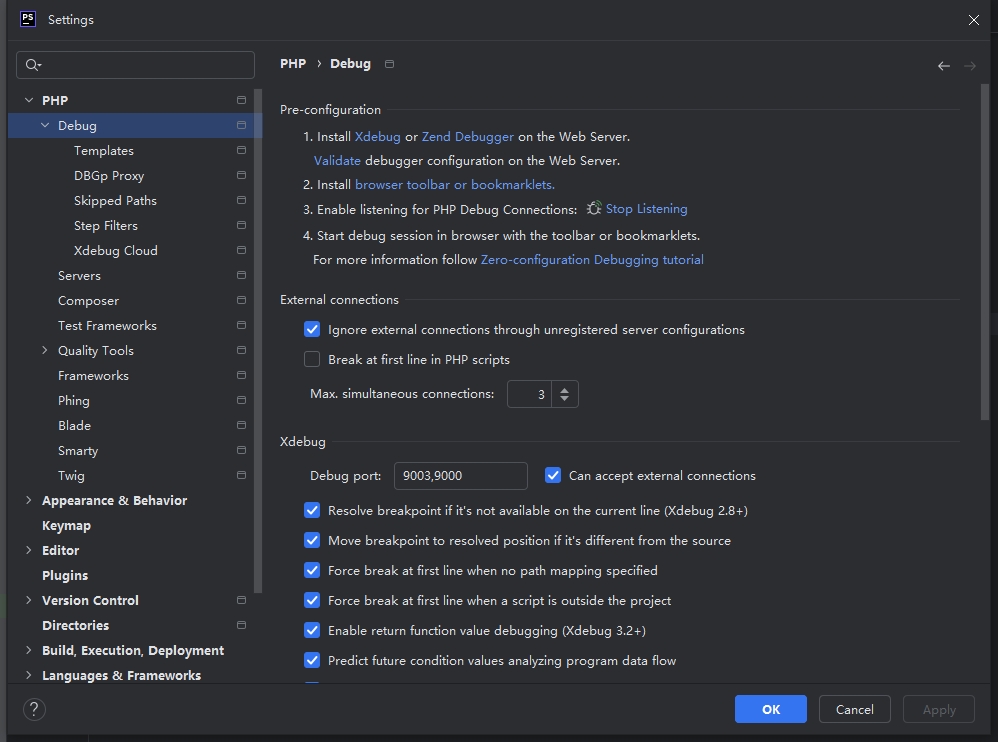 PS Settings
PHP
Debug
Templates
DBGp Proxy
Skipped Paths
Step Filters
Xdebug Cloud
Servers
Composer
Test Frameworks
Quality Tools
Frameworks
Phing
Blade
Smarty
Twig
Appearance & Behavior
Keymap
Editor
Plugins
Version Control
Directories
Build, Execution, Deployment
Languages & Frameworks
PHP › Debug
Pre-configuration
1. Install Xdebug or Zend Debugger on the Web Server.
Validate debugger configuration on the Web Server.
2. Install browser toolbar or bookmarklets.
3. Enable listening for PHP Debug Connections: Stop Listening
4. Start debug session in browser with the toolbar or bookmarklets.
For more information follow Zero-configuration Debugging tutorial
External connections
Ignore external connections through unregistered server configurations
Break at first line in PHP scripts
Max. simultaneous connections: 3
Xdebug
Debug port: 9003,9000 Can accept external connections
Resolve breakpoint if it's not available on the current line (Xdebug 2.8+)
Move breakpoint to resolved position if it's different from the source
Force break at first line when no path mapping specified
Force break at first line when a script is outside the project
Enable return function value debugging (Xdebug 3.2+)
Predict future condition values analyzing program data flow
? OK Cancel Apply